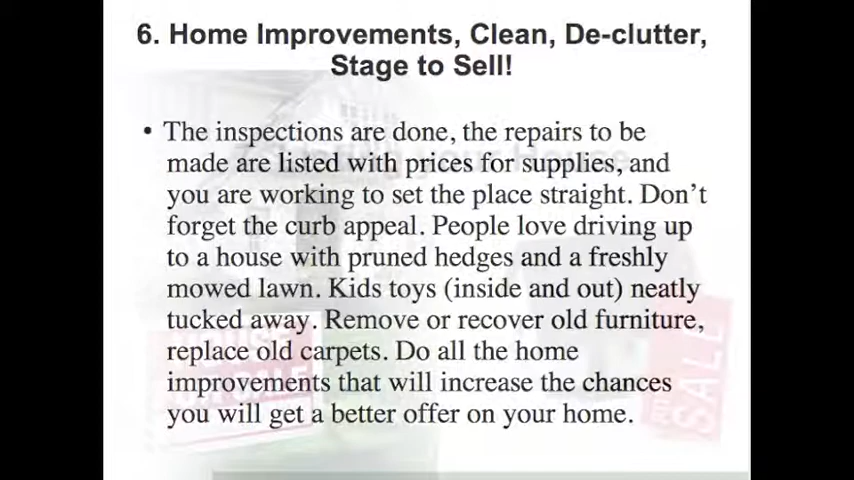 6. Home Improvements, Clean, De-clutter,
Stage to Sell!
• The inspections are done, the repairs to be
made are listed with prices for supplies, and
you are working to set the place straight. Don't
forget the curb appeal. People love driving up
to a house with pruned hedges and a freshly
mowed lawn. Kids toys (inside and out) neatly
tucked away. Remove or recover old furniture,
replace old carpets. Do all the home
improvements that will increase the chances
you will get a better offer on your home.
HOUSE
FOR SALE
SALE